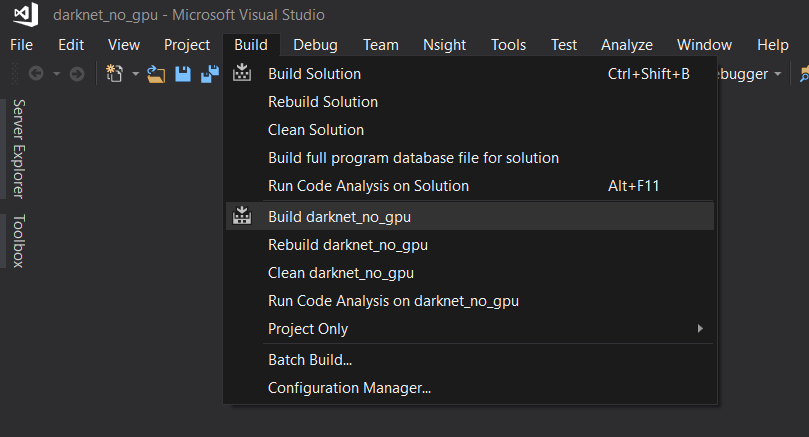 darknet_no_gpu - Microsoft Visual Studio
File Edit View Project Build Debug Team Nsight Tools Test Analyze Window Help
Build Solution Ctrl+Shift+B
Rebuild Solution
Clean Solution
Build full program database file for solution
Run Code Analysis on Solution Alt+F11
Build darknet_no_gpu
Rebuild darknet_no_gpu
Clean darknet_no_gpu
Run Code Analysis on darknet_no_gpu
Project Only
Batch Build...
Configuration Manager...
ebugger
Server Explorer
Toolbox